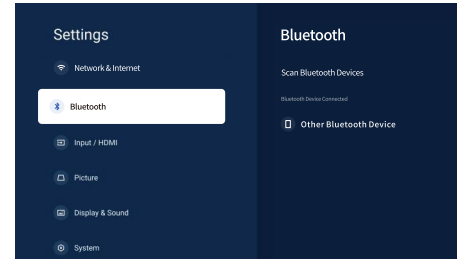 Settings
Network & Internet
Bluetooth
Input / HDMI
Picture
Display & Sound
System
Bluetooth
Scan Bluetooth Devices
Bluetooth Device Connected
Other Bluetooth Device